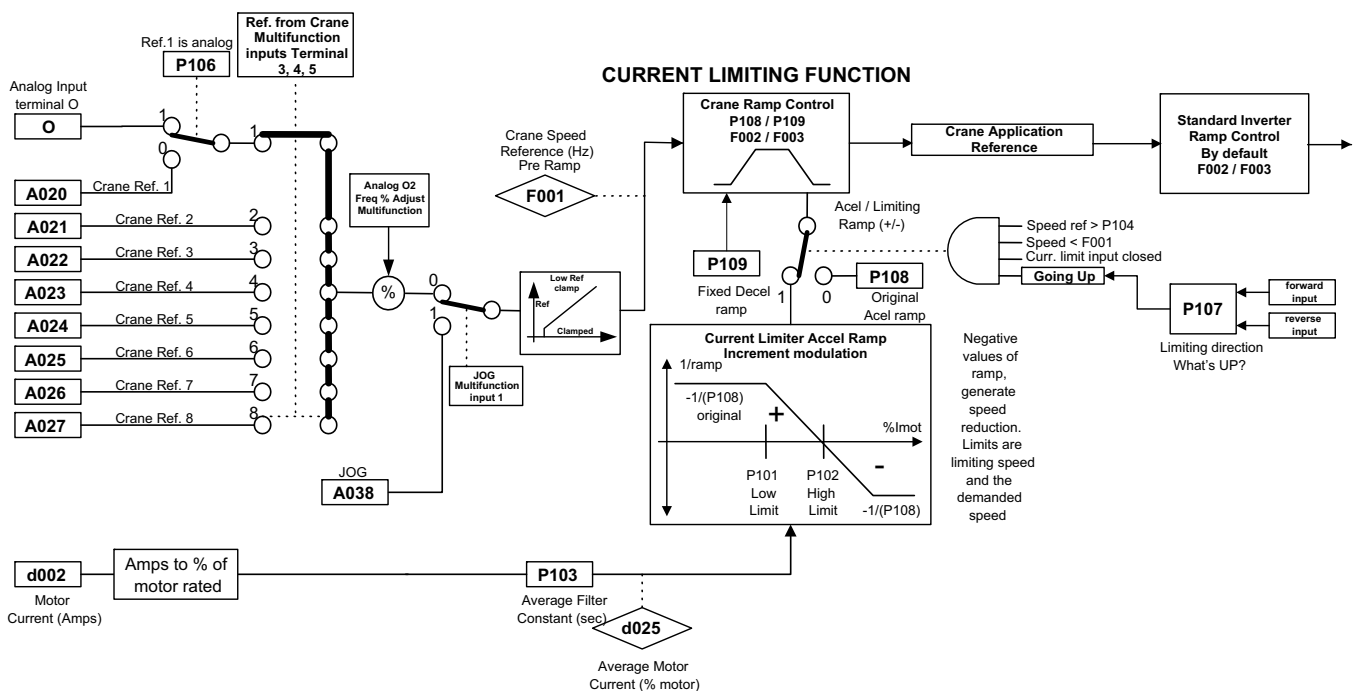 CURRENT LIMITING FUNCTION
Ref.1 is analog
P106
Ref. from Crane
Multifunction
inputs Terminal
3, 4, 5
Analog Input
terminal O
O
1
0
1
A020
Crane Ref. 1
A021
Crane Ref. 2
2
A022
Crane Ref. 3
3
A023
Crane Ref. 4
4
A024
Crane Ref. 5
5
A025
Crane Ref. 6
6
A026
Crane Ref. 7
7
A027
Crane Ref. 8
8
Analog O2
Freq % Adjust
Multifunction
%
0
1
JOG
Multifunction
input 1
JOG
A038
Low Ref
clamp
Ref
Clamped
Crane Speed
Reference (Hz)
Pre Ramp
F001
Crane Ramp Control
P108 / P109
F002 / F003
Crane Application
Reference
Standard Inverter
Ramp Control
By default
F002 / F003
P109
Fixed Decel
ramp
Acel / Limiting
Ramp (+/-)
1
0
P108
Original
Acel ramp
Speed ref > P104
Speed < F001
Curr. limit input closed
Going Up
P107
forward
input
reverse
input
Limiting direction
What's UP?
Current Limiter Accel Ramp
Increment modulation
1/ramp
-1/(P108)
original
+
%Imot
-
P101
Low
Limit
P102
High
Limit
-1/(P108)
Negative
values of
ramp,
generate
speed
reduction.
Limits are
limiting speed
and the
demanded
speed
d002
Motor
Current (Amps)
Amps to % of
motor rated
P103
Average Filter
Constant (sec)
d025
Average Motor
Current (% motor)